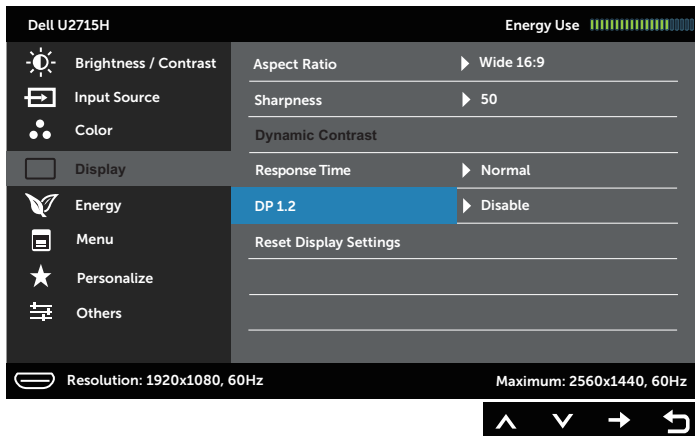 Dell U2715H Energy Use
Brightness / Contrast Aspect Ratio Wide 16:9
Input Source Sharpness 50
Color Dynamic Contrast
Display Response Time Normal
Energy DP 1.2 Disable
Menu Reset Display Settings
Personalize
Others
Resolution: 1920x1080, 60Hz Maximum: 2560x1440, 60Hz